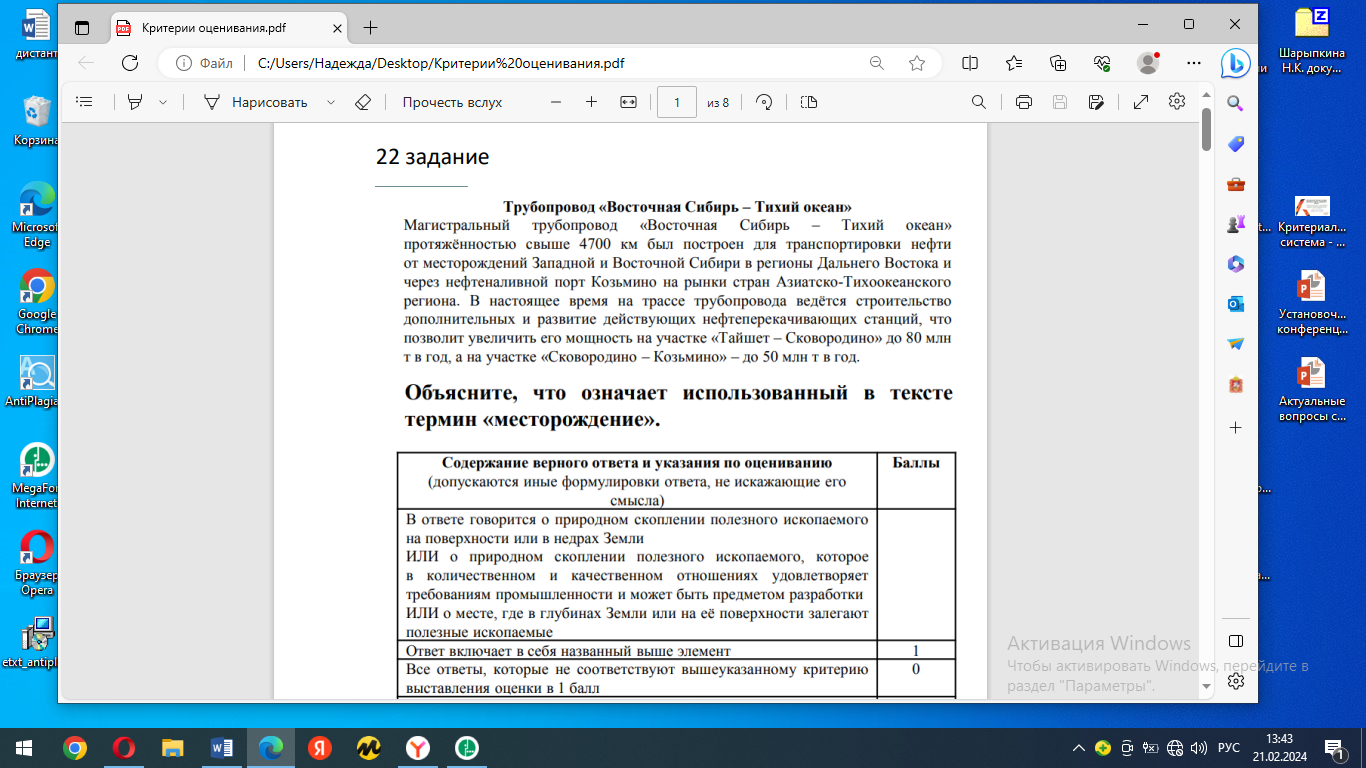 дистант
Корзина
Microsoft
Edge
Google
Chrome
AntiPlagia
MegaFon
Internet
Браузер
Opera
etxt_antipl
Критерии оценивания.pdf
Файл
C:/Users/Надежда/Desktop/Критерии%20оценивания.pdf
Нарисовать
Прочесть вслух
1
из 8
22 задание
Трубопровод «Восточная Сибирь – Тихий океан»
Магистральный трубопровод «Восточная Сибирь – Тихий океан»
протяжённостью свыше 4700 км был построен для транспортировки нефти
от месторождений Западной и Восточной Сибири в регионы Дальнего Востока и
через нефтеналивной порт Козьмино на рынки стран Азиатско-Тихоокеанского
региона. В настоящее время на трассе трубопровода ведётся строительство
дополнительных и развитие действующих нефтеперекачивающих станций, что
позволит увеличить его мощность на участке «Тайшет – Сковородино» до 80 млн
т в год, а на участке «Сковородино – Козьмино» – до 50 млн т в год.
Объясните, что означает использованный в тексте
термин «месторождение».
Содержание верного ответа и указания по оцениванию
(допускаются иные формулировки ответа, не искажающие его
смысла)
Баллы
В ответе говорится о природном скоплении полезного ископаемого
на поверхности или в недрах Земли
ИЛИ о природном скоплении полезного ископаемого, которое
в количественном и качественном отношениях удовлетворяет
требованиям промышленности и может быть предметом разработки
ИЛИ о месте, где в глубинах Земли или на её поверхности залегают
полезные ископаемые
Ответ включает в себя названный выше элемент
1
Все ответы, которые не соответствуют вышеуказанному критерию
выставления оценки в 1 балл
0
Шарыпкина
Н.К. доку...
Критериал...
система - ...
Установоч...
конференц...
Актуальные
вопросы с...
Активация Windows
Чтобы активировать Windows, перейдите в
раздел "Параметры".
РУС
13:43
21.02.2024
1